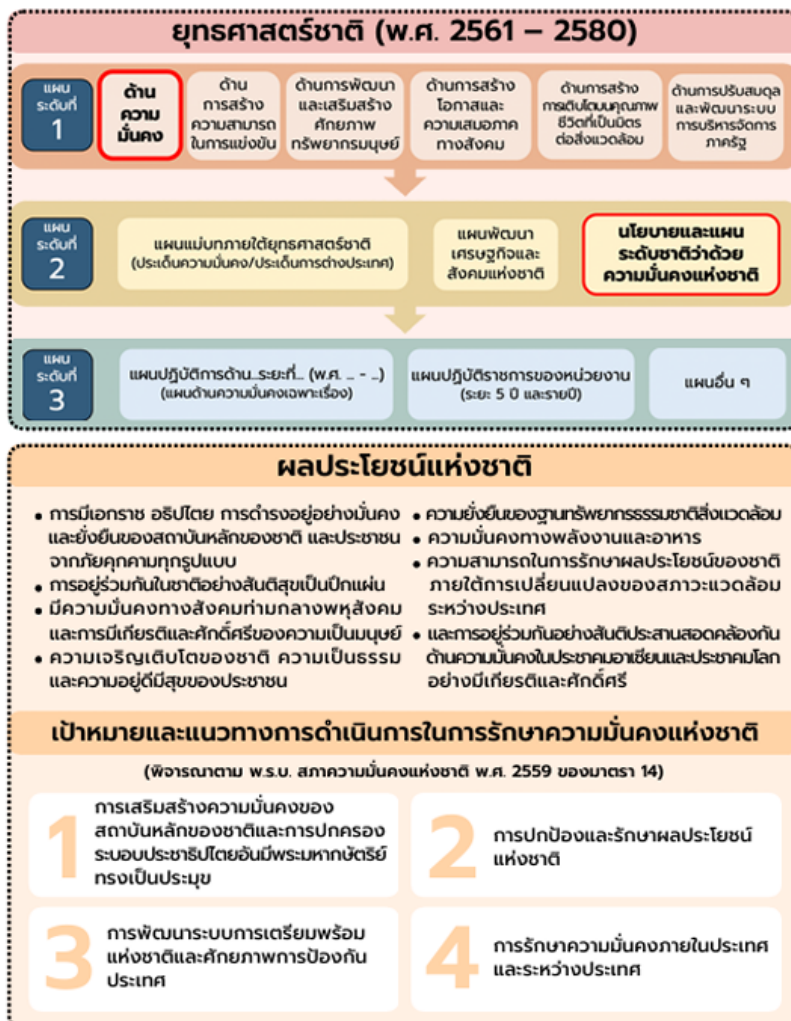 ยุทธศาสตร์ชาติ (พ.ศ. 2561 – 2580)
แผน
ระดับที่
1
ด้าน
ความ
มั่นคง
ด้าน
การสร้าง
ความสามารถ
ในการแข่งขัน
ด้านการพัฒนา
และเสริมสร้าง
ศักยภาพ
ทรัพยากรมนุษย์
ด้านการสร้าง
โอกาสและ
ความเสมอภาค
ทางสังคม
ด้านการสร้าง
การเติบโตบนคุณภาพ
ชีวิตที่เป็นมิตร
ต่อสิ่งแวดล้อม
ด้านการปรับสมดุล
และพัฒนาระบบ
การบริหารจัดการ
ภาครัฐ
แผน
ระดับที่
2
แผนแม่บทภายใต้ยุทธศาสตร์ชาติ
(ประเด็นความมั่นคง/ประเด็นการต่างประเทศ)
แผนพัฒนา
เศรษฐกิจและ
สังคมแห่งชาติ
นโยบายและแผน
ระดับชาติว่าด้วย
ความมั่นคงแห่งชาติ
แผน
ระดับที่
3
แผนปฏิบัติการด้าน...ระยะที่... (พ.ศ. ... - ...)
(แผนด้านความมั่นคงเฉพาะเรื่อง)
แผนปฏิบัติราชการของหน่วยงาน
(ระยะ 5 ปี และรายปี)
แผนอื่น ๆ
ผลประโยชน์แห่งชาติ
• การมีเอกราช อธิปไตย การดำรงอยู่อย่างมั่นคง
และยั่งยืนของสถาบันหลักของชาติ และประชาชน
จากภัยคุกคามทุกรูปแบบ
• การอยู่ร่วมกันในชาติอย่างสันติสุขเป็นปึกแผ่น
• มีความมั่นคงทางสังคมท่ามกลางพหุสังคม
และการมีเกียรติและศักดิ์ศรีของความเป็นมนุษย์
• ความเจริญเติบโตของชาติ ความเป็นธรรม
และความอยู่ดีมีสุขของประชาชน
• ความยั่งยืนของฐานทรัพยากรธรรมชาติสิ่งแวดล้อม
• ความมั่นคงทางพลังงานและอาหาร
• ความสามารถในการรักษาผลประโยชน์ของชาติ
ภายใต้การเปลี่ยนแปลงของสภาวะแวดล้อม
ระหว่างประเทศ
• และการอยู่ร่วมกันอย่างสันติประสานสอดคล้องกัน
ด้านความมั่นคงในประชาคมอาเซียนและประชาคมโลก
อย่างมีเกียรติและศักดิ์ศรี
เป้าหมายและแนวทางการดำเนินการในการรักษาความมั่นคงแห่งชาติ
(พิจารณาตาม พ.ร.บ. สภาความมั่นคงแห่งชาติ พ.ศ. 2559 ของมาตรา 14)
1
การเสริมสร้างความมั่นคงของ
สถาบันหลักของชาติและการปกครอง
ระบอบประชาธิปไตยอันมีพระมหากษัตริย์
ทรงเป็นประมุข
2
การปกป้องและรักษาผลประโยชน์
แห่งชาติ
3
การพัฒนาระบบการเตรียมพร้อม
แห่งชาติและศักยภาพการป้องกัน
ประเทศ
4
การรักษาความมั่นคงภายในประเทศ
และระหว่างประเทศ